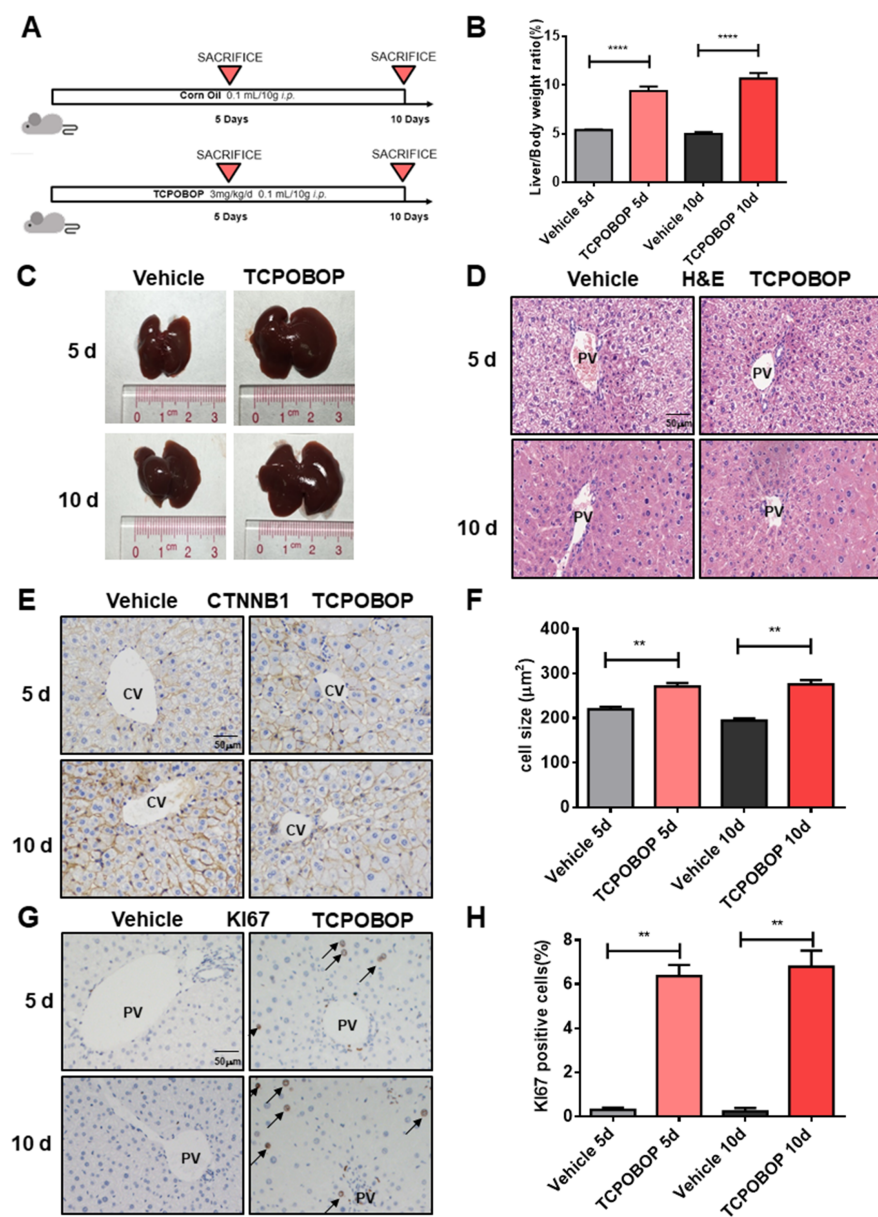 A
SACRIFICE SACRIFICE
Corn Oil 0.1 mL/10g i.p.
5 Days 10 Days
SACRIFICE SACRIFICE
TCPOBOP 3mg/kg/d 0.1 mL/10g i.p.
5 Days 10 Days
B
Liver/Body weight ratio(%)
15
10
5
0
**** ****
Vehicle 5d TCPOBOP 5d Vehicle 10d TCPOBOP 10d
C
Vehicle TCPOBOP
5 d
0 1 cm 2 3 0 1 cm 2 3
10 d
0 1 cm 2 3 0 1 cm 2 3
D
Vehicle H&E TCPOBOP
5 d
PV PV
50μm
10 d
PV PV
E
Vehicle CTNNB1 TCPOBOP
5 d
CV CV
50μm
10 d
CV CV
F
cell size (μm²)
400
300
200
100
0
** **
Vehicle 5d TCPOBOP 5d Vehicle 10d TCPOBOP 10d
G
Vehicle KI67 TCPOBOP
5 d
PV PV
50μm
10 d
PV PV
H
KI67 positive cells(%)
8
6
4
2
0
** **
Vehicle 5d TCPOBOP 5d Vehicle 10d TCPOBOP 10d